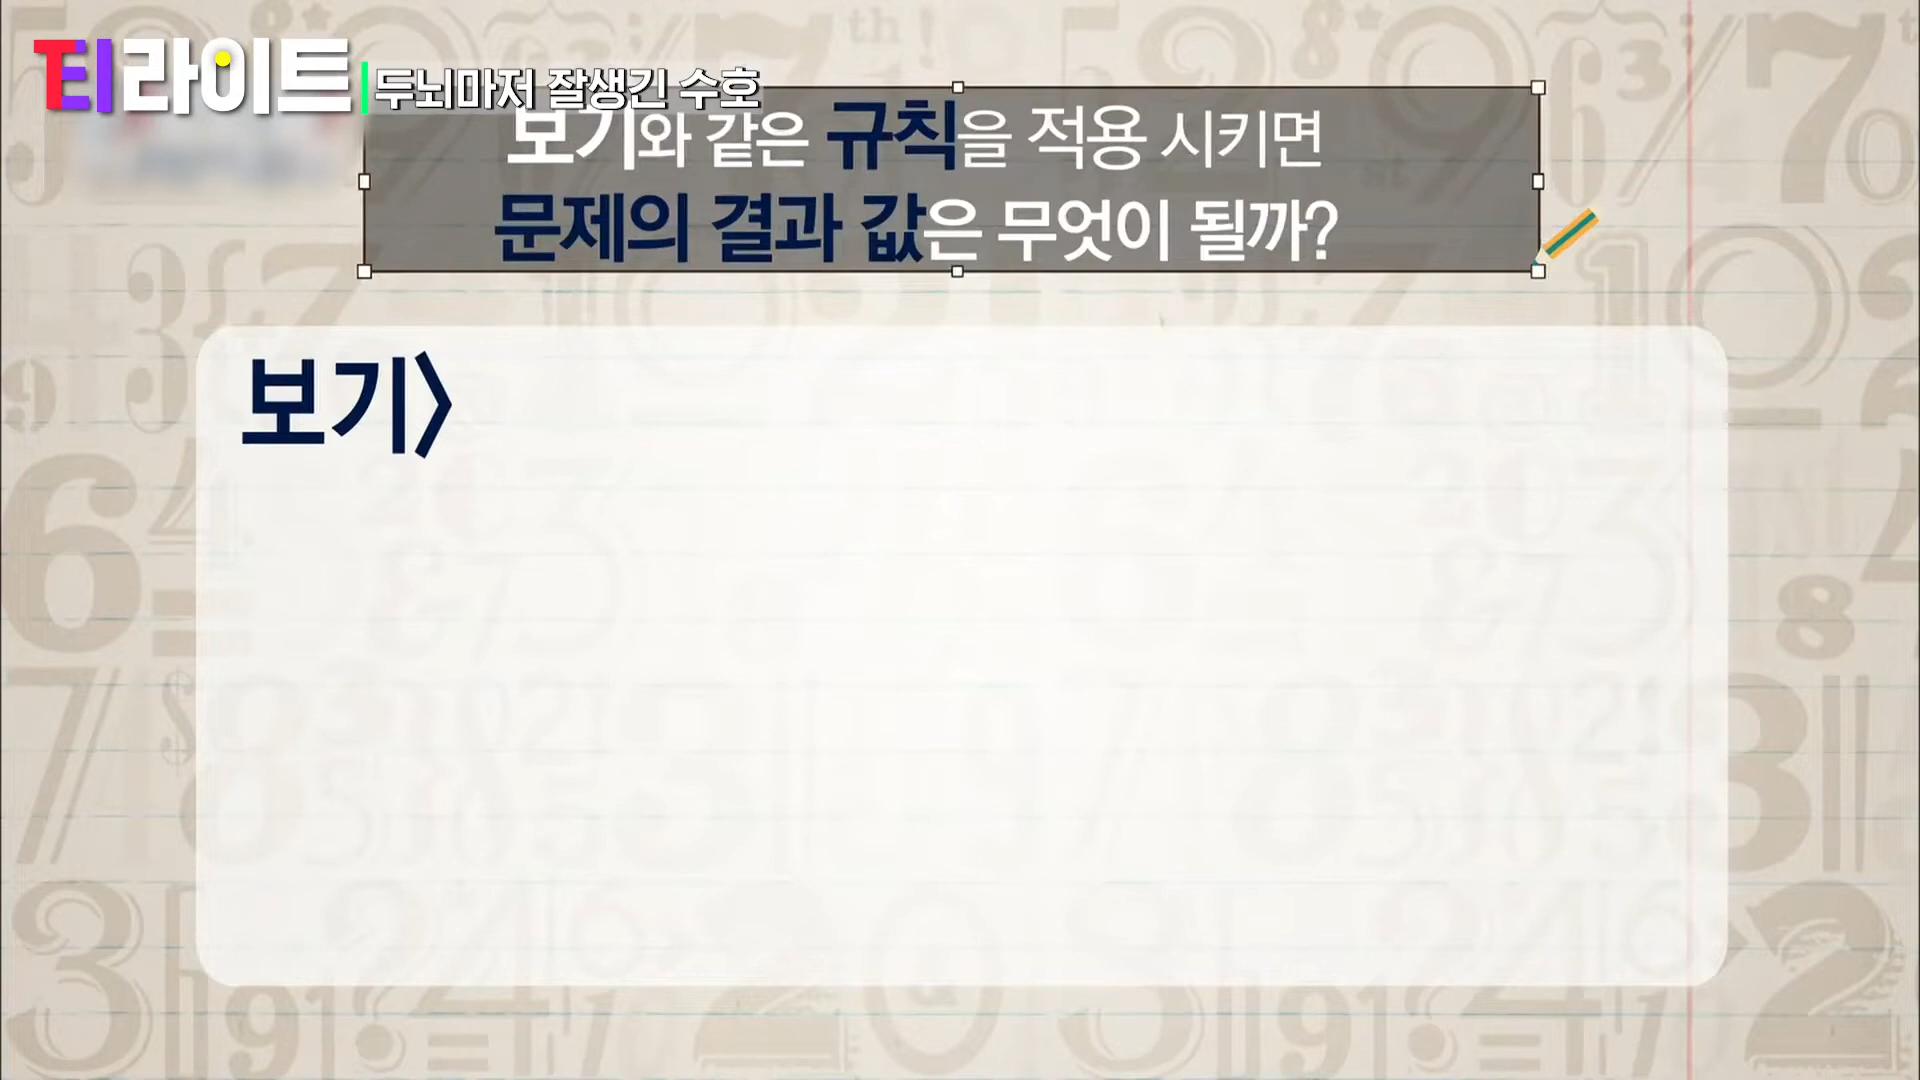 티라이트
두뇌마저 잘생긴 수호
보기와 같은 규칙을 적용 시키면
문제의 결과 값은 무엇이 될까?
보기〉